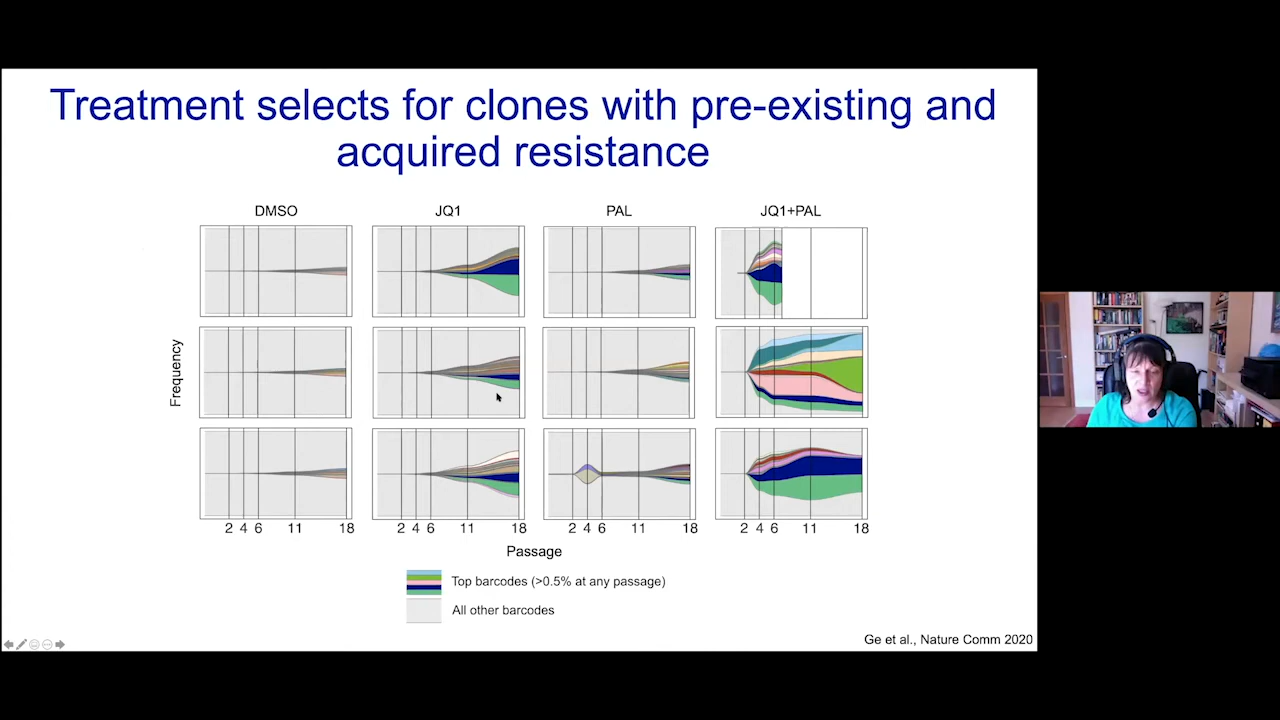 Treatment selects for clones with pre-existing and
acquired resistance
DMSO
JQ1
PAL
JQ1+PAL
Frequency
2 4 6 11 18
2 4 6 11 18
2 4 6 11 18
2 4 6 11 18
Passage
Top barcodes (>0.5% at any passage)
All other barcodes
Ge et al., Nature Comm 2020